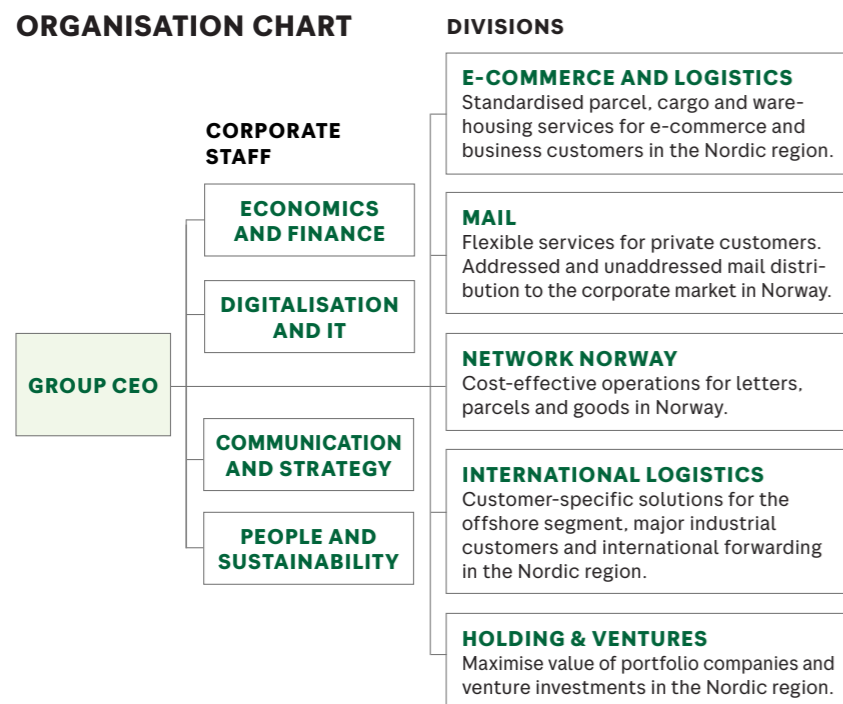 ORGANISATION CHART
CORPORATE
STAFF
ECONOMICS
AND FINANCE
DIGITALISATION
AND IT
GROUP CEO
COMMUNICATION
AND STRATEGY
PEOPLE AND
SUSTAINABILITY
DIVISIONS
E-COMMERCE AND LOGISTICS
Standardised parcel, cargo and ware-
housing services for e-commerce and
business customers in the Nordic region.
MAIL
Flexible services for private customers.
Addressed and unaddressed mail distri-
bution to the corporate market in Norway.
NETWORK NORWAY
Cost-effective operations for letters,
parcels and goods in Norway.
INTERNATIONAL LOGISTICS
Customer-specific solutions for the
offshore segment, major industrial
customers and international forwarding
in the Nordic region.
HOLDING & VENTURES
Maximise value of portfolio companies and
venture investments in the Nordic region.